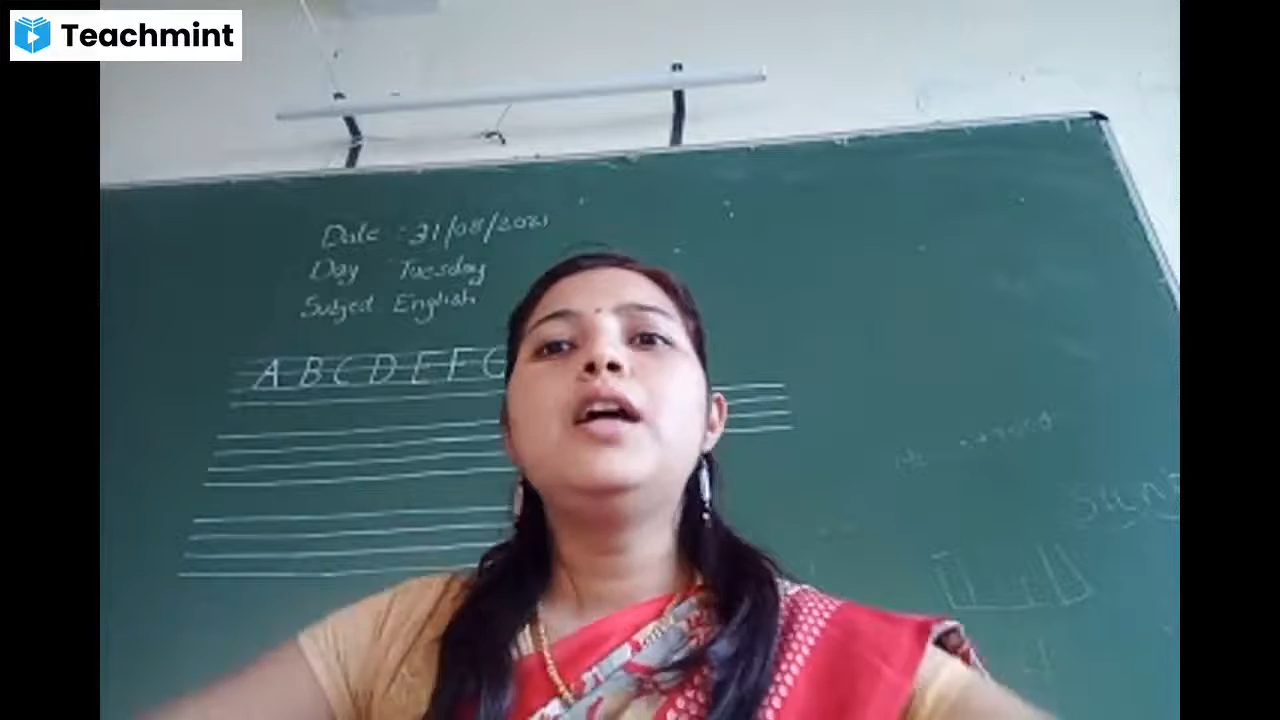 Teachmint
Date : 31/08/2021
Day Tuesday
Subject English
A B C D E F G